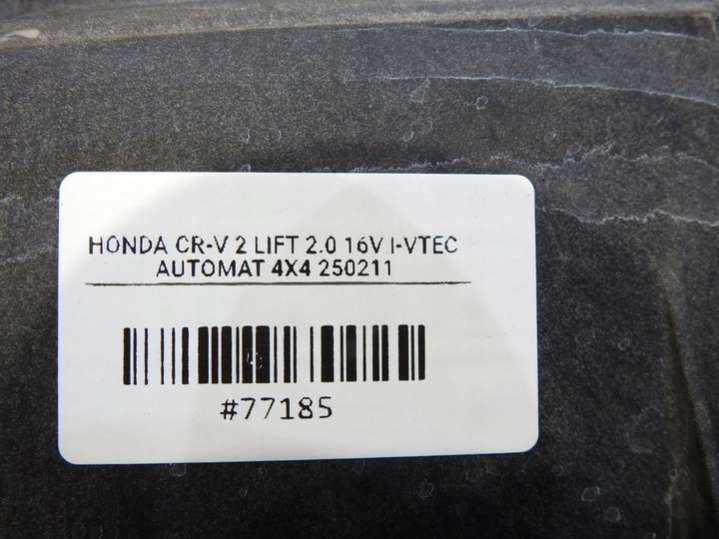 HONDA CR-V 2 LIFT 2.0 16V I-VTEC
AUTOMAT 4X4 250211
#77185